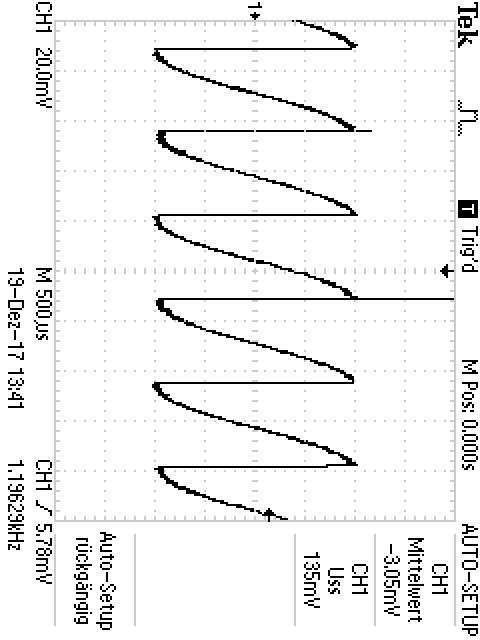 Tek
T Trig'd
M Pos: 0.000s
AUTO-SETUP
CH1
Mittelwert
-3.05mV
CH1
Uss
135mV
Auto-Setup
rückgängig
1
CH1 20.0mV
M 500µs
CH1 / 5.78mV
19-Dez-17 13:41
1.19629kHz